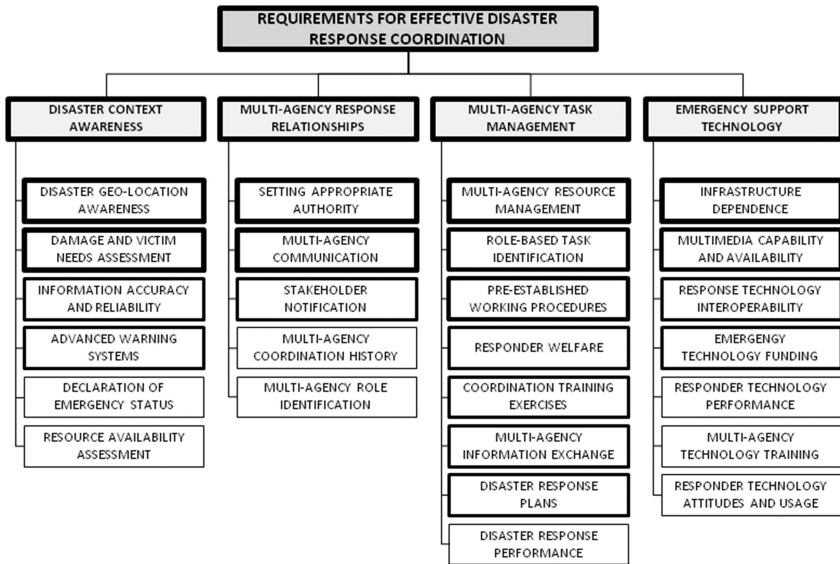 REQUIREMENTS FOR EFFECTIVE DISASTER
RESPONSE COORDINATION
DISASTER CONTEXT
AWARENESS
DISASTER GEO-LOCATION
AWARENESS
DAMAGE AND VICTIM
NEEDS ASSESSMENT
INFORMATION ACCURACY
AND RELIABILITY
ADVANCED WARNING
SYSTEMS
DECLARATION OF
EMERGENCY STATUS
RESOURCE AVAILABILITY
ASSESSMENT
MULTI-AGENCY RESPONSE
RELATIONSHIPS
SETTING APPROPRIATE
AUTHORITY
MULTI-AGENCY
COMMUNICATION
STAKEHOLDER
NOTIFICATION
MULTI-AGENCY
COORDINATION HISTORY
MULTI-AGENCY ROLE
IDENTIFICATION
MULTI-AGENCY TASK
MANAGEMENT
MULTI-AGENCY RESOURCE
MANAGEMENT
ROLE-BASED TASK
IDENTIFICATION
PRE-ESTABLISHED
WORKING PROCEDURES
RESPONDER WELFARE
COORDINATION TRAINING
EXERCISES
MULTI-AGENCY
INFORMATION EXCHANGE
DISASTER RESPONSE
PLANS
DISASTER RESPONSE
PERFORMANCE
EMERGENCY SUPPORT
TECHNOLOGY
INFRASTRUCTURE
DEPENDENCE
MULTIMEDIA CAPABILITY
AND AVAILABILITY
RESPONSE TECHNOLOGY
INTEROPERABILITY
EMERGENGY
TECHNOLOGY FUNDING
RESPONDER TECHNOLOGY
PERFORMANCE
MULTI-AGENCY
TECHNOLOGY TRAINING
RESPONDER TECHNOLOGY
ATTITUDES AND USAGE